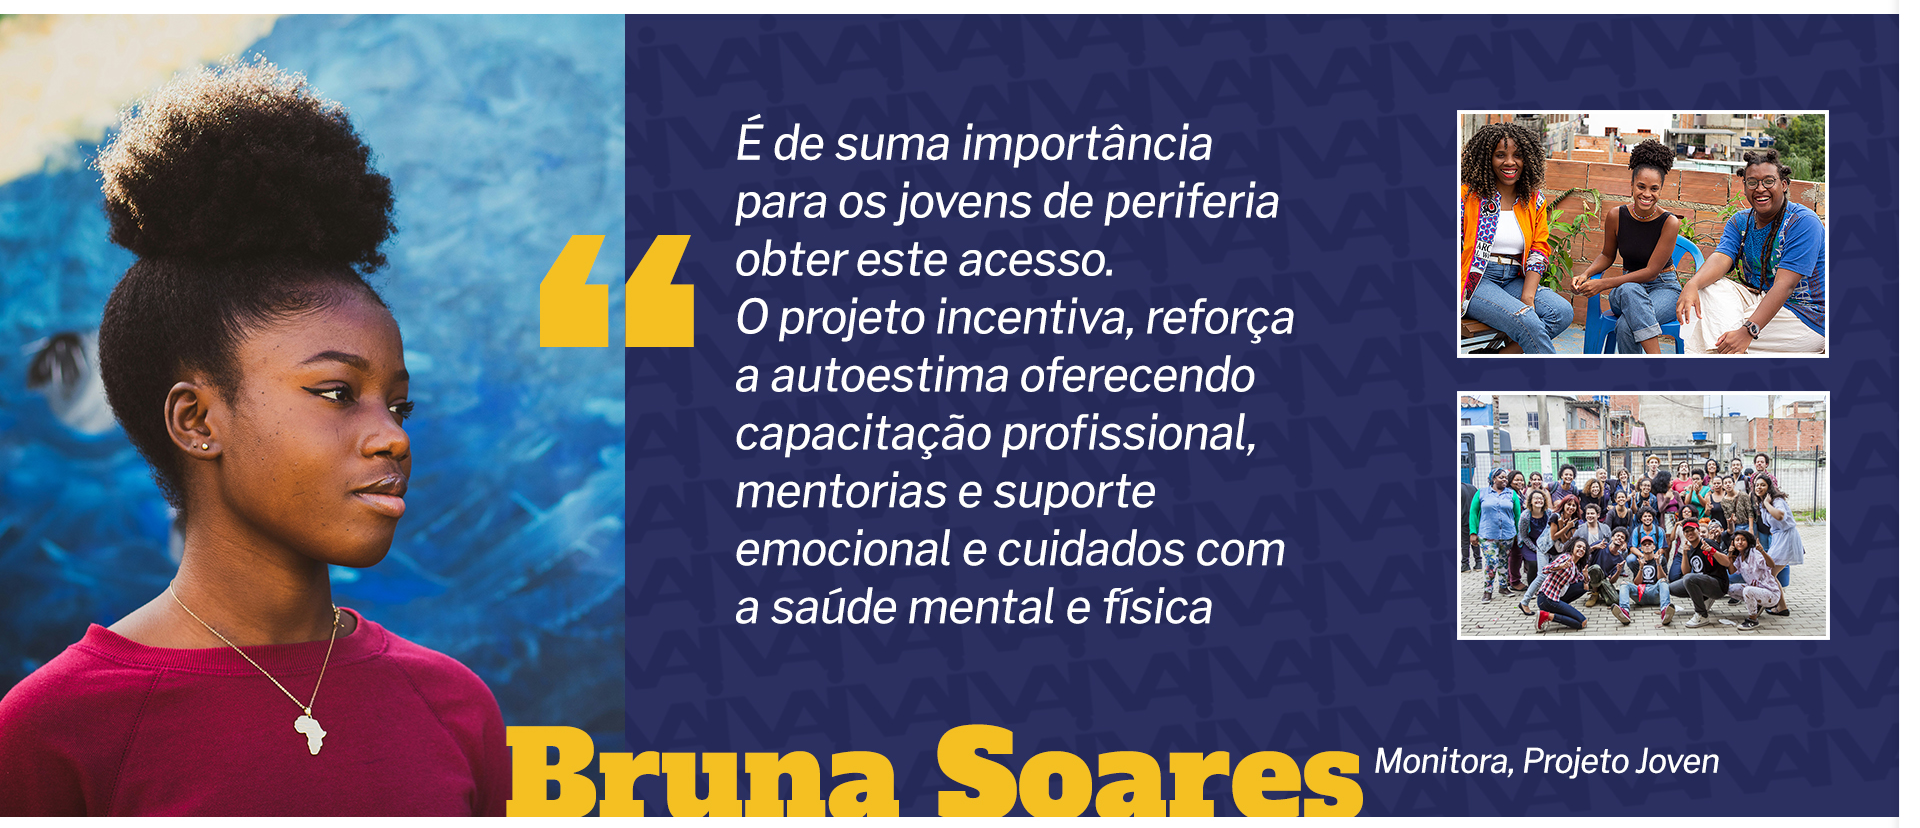 É de suma importância
para os jovens de periferia
obter este acesso.
O projeto incentiva, reforça
a autoestima oferecendo
capacitação profissional,
mentorias e suporte
emocional e cuidados com
a saúde mental e física
Bruna Soares
Monitora, Projeto Joven